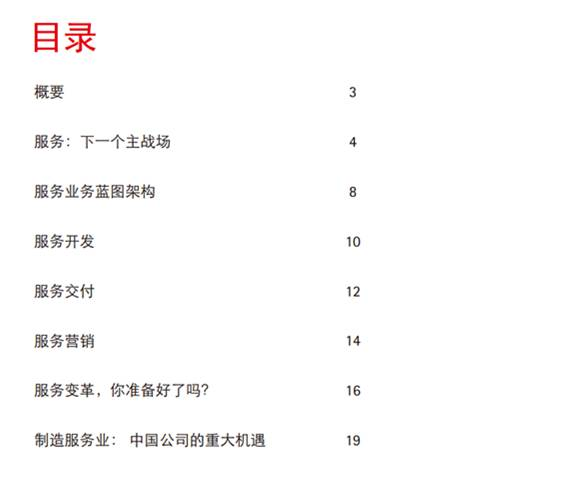 目录
概要 3
服务：下一个主战场 4
服务业务蓝图架构 8
服务开发 10
服务交付 12
服务营销 14
服务变革，你准备好了吗？ 16
制造服务业： 中国公司的重大机遇 19